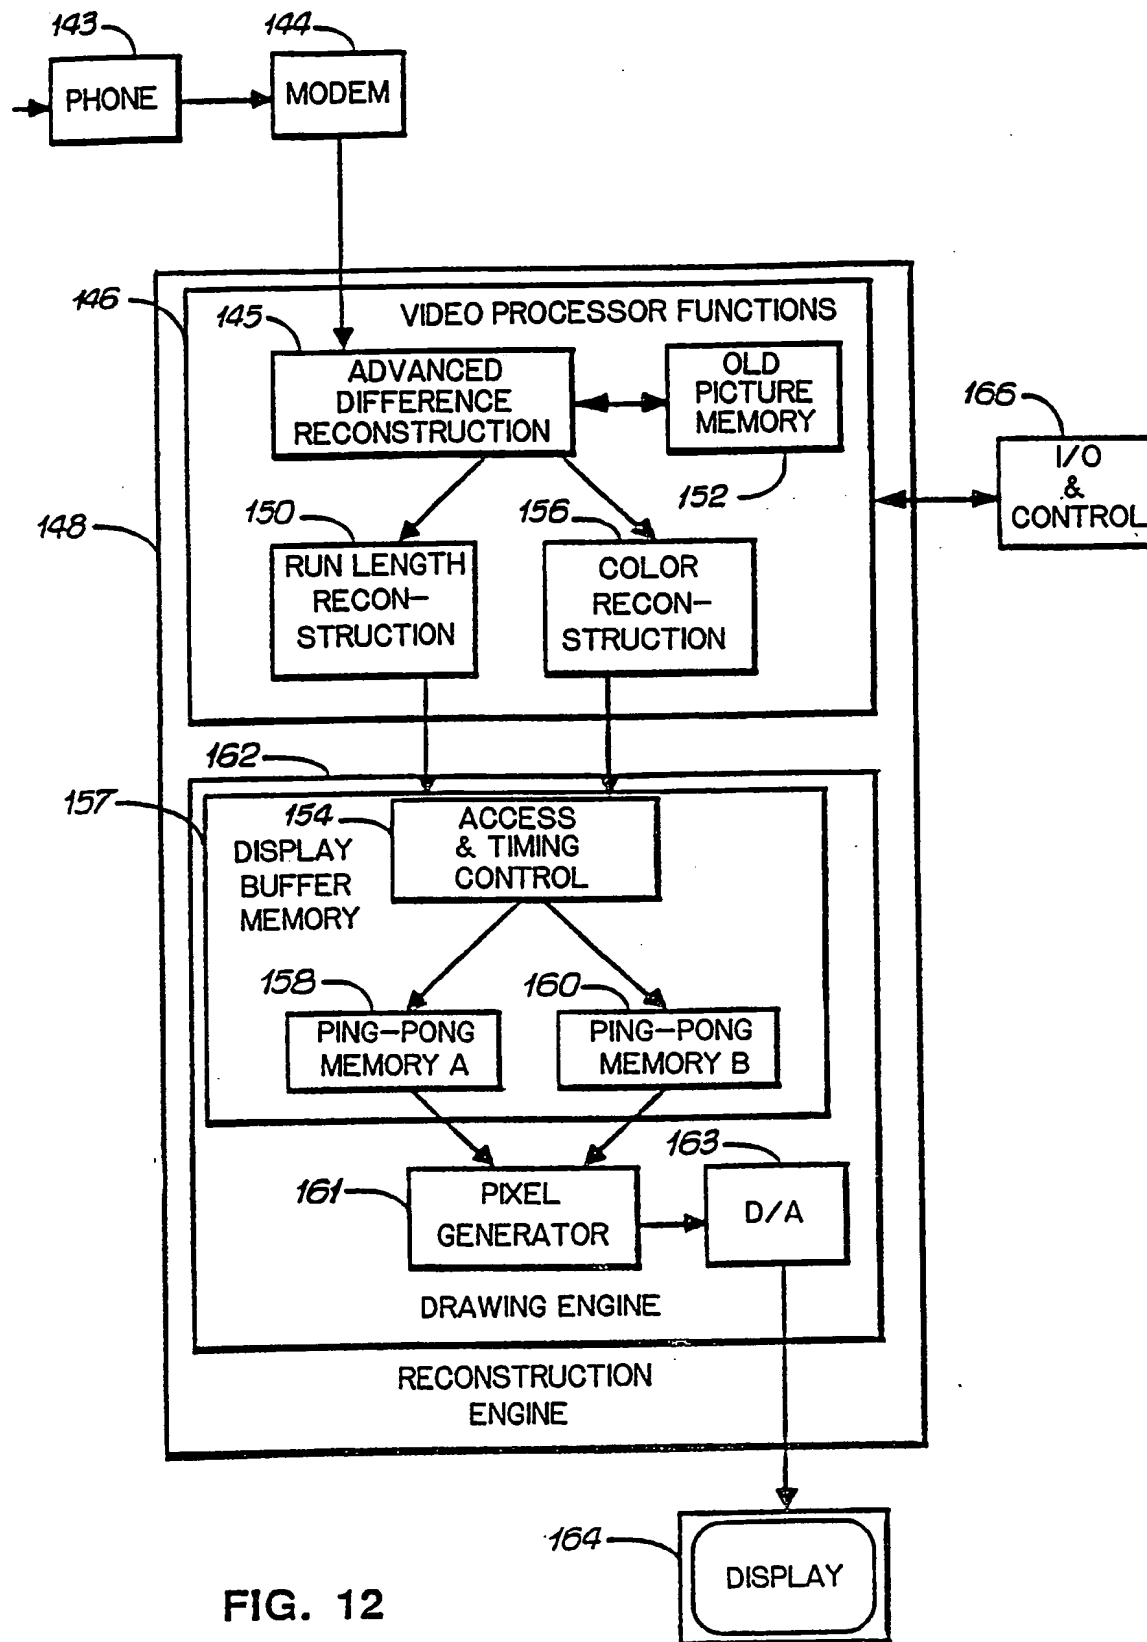 143
PHONE
144
MODEM
146
VIDEO PROCESSOR FUNCTIONS
145
ADVANCED
DIFFERENCE
RECONSTRUCTION
OLD
PICTURE
MEMORY
152
166
I/O
&
CONTROL
148
150
RUN LENGTH
RECON-
STRUCTION
156
COLOR
RECON-
STRUCTION
162
157
DISPLAY
BUFFER
MEMORY
154
ACCESS
& TIMING
CONTROL
158
PING-PONG
MEMORY A
160
PING-PONG
MEMORY B
161
PIXEL
GENERATOR
163
D/A
DRAWING ENGINE
RECONSTRUCTION
ENGINE
164
DISPLAY
FIG. 12